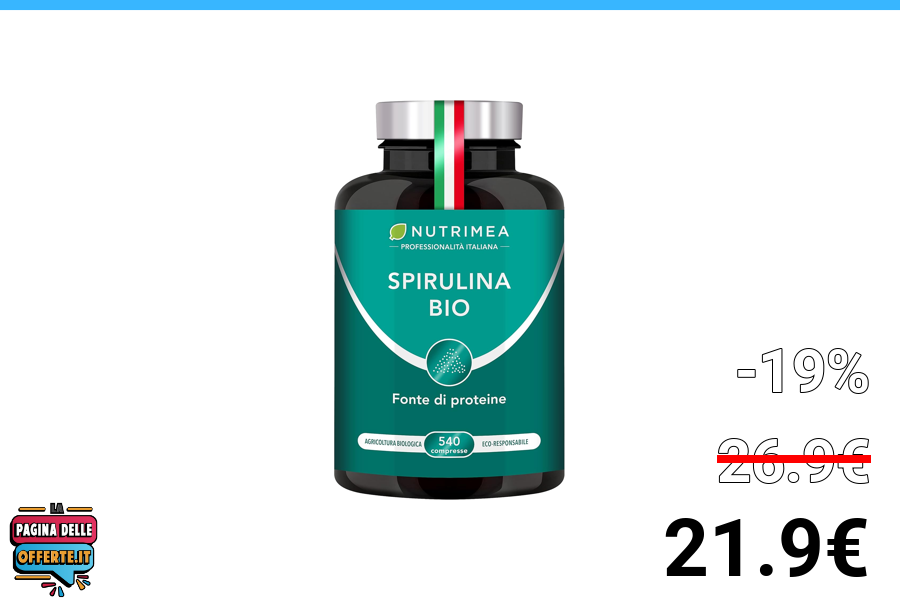 NUTRIMEA
PROFESSIONALITÀ ITALIANA
SPIRULINA
BIO
Fonte di proteine
AGRICOLTURA BIOLOGICA
540
compresse
ECO-RESPONSABILE
-19%
26.9€
21.9€
LA
PAGINA DELLE
OFFERTE.IT